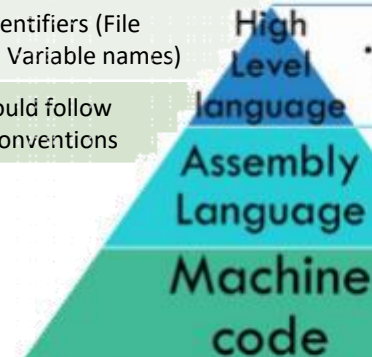 entifiers (File
Variable names)
ould follow
onventions
High
Level
language
Assembly
Language
Machine
code